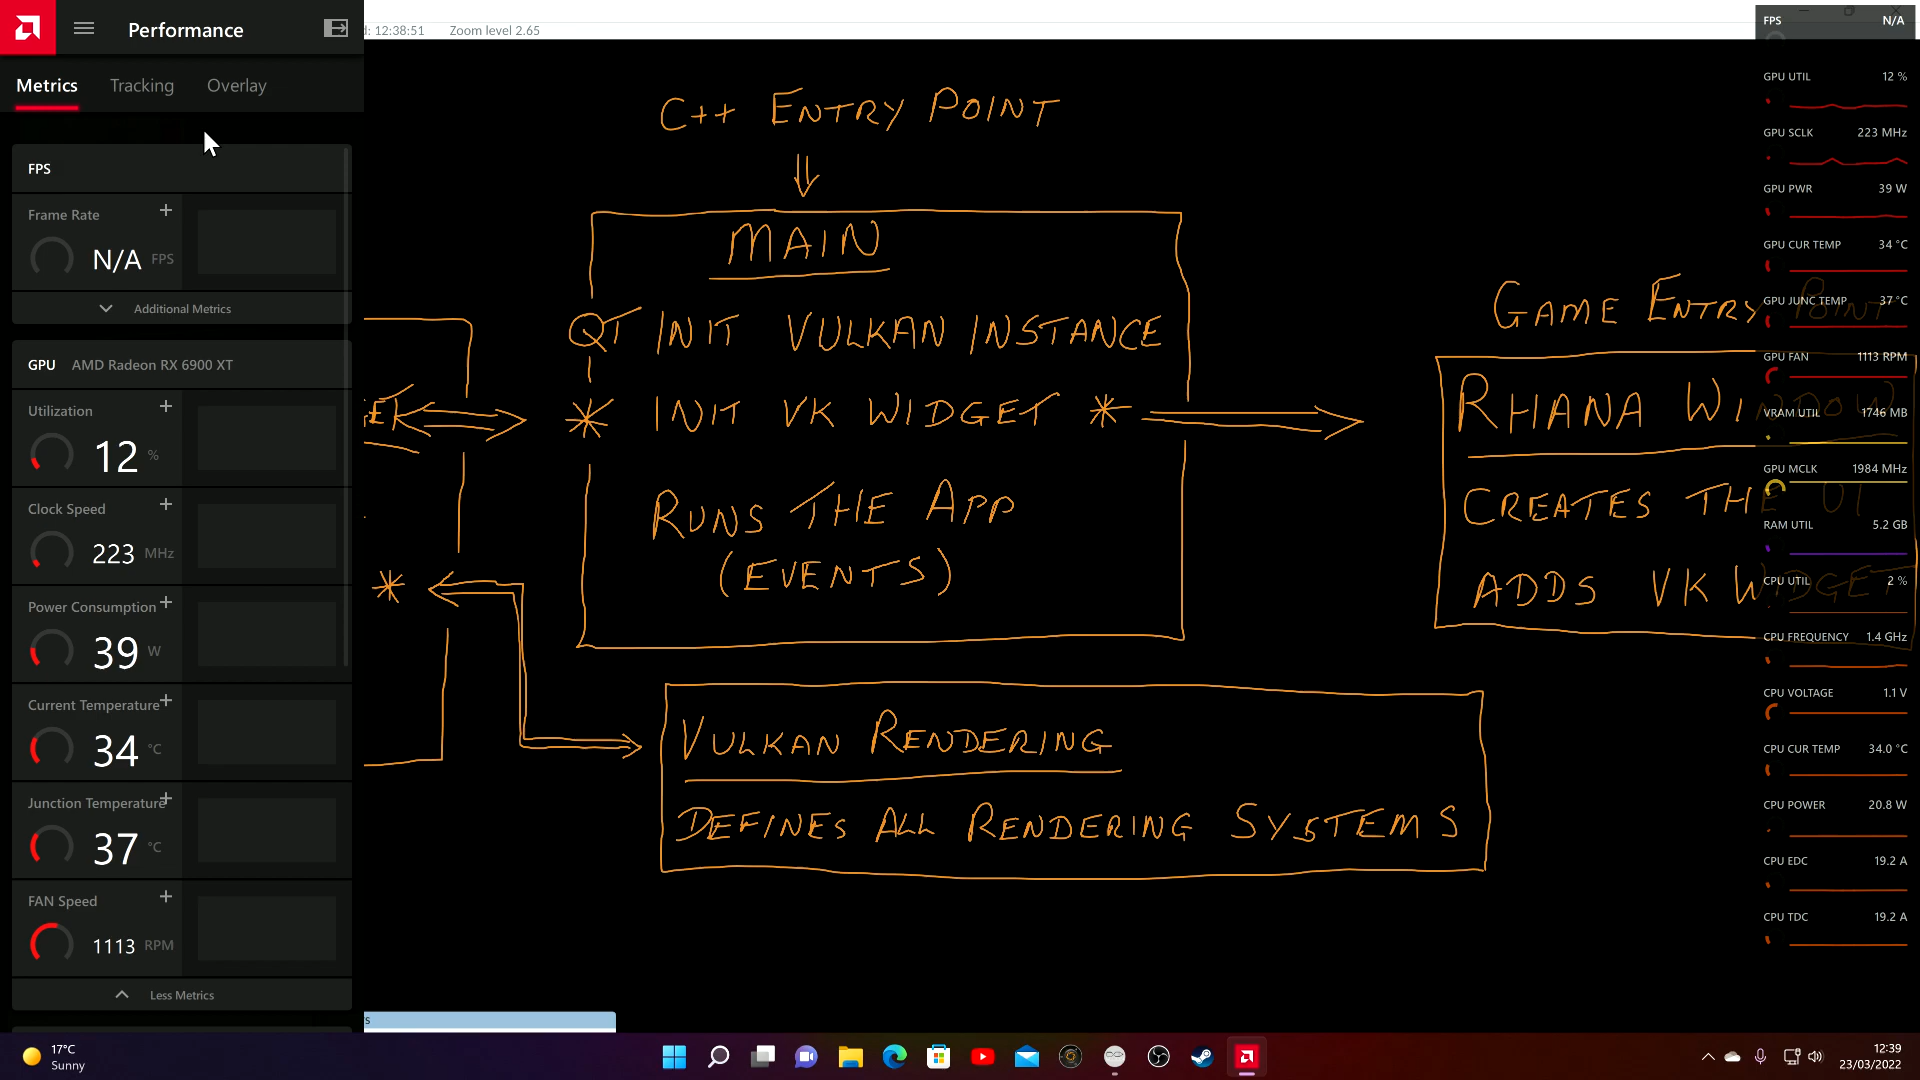 Performance
Metrics Tracking Overlay
FPS
Frame Rate
N/A FPS
Additional Metrics
GPU AMD Radeon RX 6900 XT
Utilization
12 %
Clock Speed
223 MHz
Power Consumption
39 W
Current Temperature
34 °C
Junction Temperature
37 °C
FAN Speed
1113 RPM
Less Metrics
d: 12:38:51 Zoom level 2.65
C++ ENTRY POINT
MAIN
QT INIT VULKAN INSTANCE
* INIT VK WIDGET *
RUNS THE APP
(EVENTS)
*
VULKAN RENDERING
DEFINES ALL RENDERING SYSTEMS
GAME ENTRY POINT
RHANA WINDOW
CREATES THE UI
ADDS VK WIDGET
FPS N/A
GPU UTIL 12 %
GPU SCLK 223 MHz
GPU PWR 39 W
GPU CUR TEMP 34 °C
GPU JUNC TEMP 37 °C
GPU FAN 1113 RPM
VRAM UTIL 1746 MB
GPU MCLK 1984 MHz
RAM UTIL 5.2 GB
CPU UTIL 2 %
CPU FREQUENCY 1.4 GHz
CPU VOLTAGE 1.1 V
CPU CUR TEMP 34.0 °C
CPU POWER 20.8 W
CPU EDC 19.2 A
CPU TDC 19.2 A
17°C
Sunny
12:39
23/03/2022